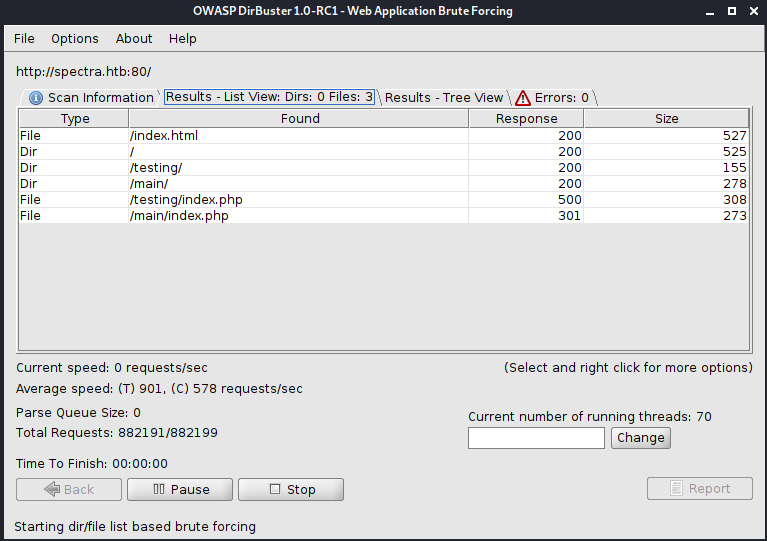 OWASP DirBuster 1.0-RC1 - Web Application Brute Forcing
File Options About Help
http://spectra.htb:80/
Scan Information Results - List View: Dirs: 0 Files: 3 Results - Tree View Errors: 0
Type Found Response Size
File /index.html 200 527
Dir / 200 525
Dir /testing/ 200 155
Dir /main/ 200 278
File /testing/index.php 500 308
File /main/index.php 301 273
Current speed: 0 requests/sec (Select and right click for more options)
Average speed: (T) 901, (C) 578 requests/sec
Parse Queue Size: 0
Current number of running threads: 70
Total Requests: 882191/882199
Change
Time To Finish: 00:00:00
Back Pause Stop Report
Starting dir/file list based brute forcing